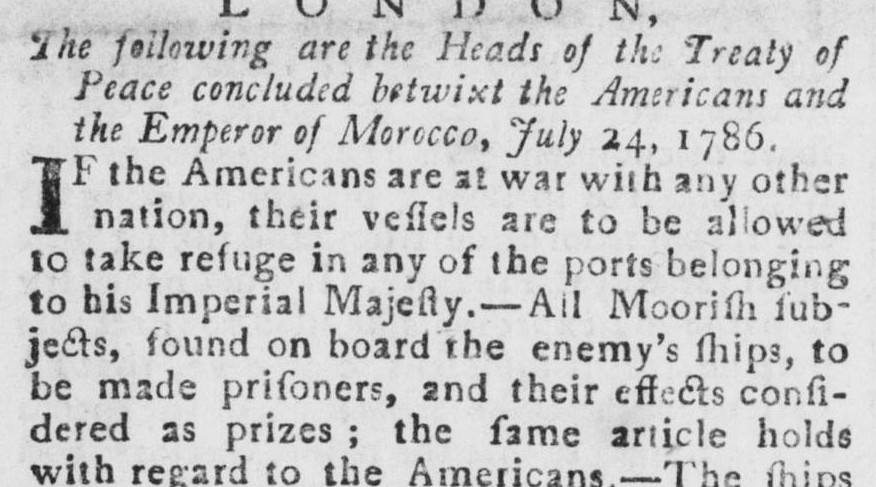 LONDON,
The following are the Heads of the Treaty of
Peace concluded betwixt the Americans and
the Emperor of Morocco, July 24, 1786.
IF the Americans are at war with any other
nation, their veſſels are to be allowed
to take refuge in any of the ports belonging
to his Imperial Majeſty.—All Mooriſh ſub-
jects, found on board the enemy's ſhips, to
be made priſoners, and their effects conſi-
dered as prizes; the ſame article holds
with regard to the Americans.—The ſhips